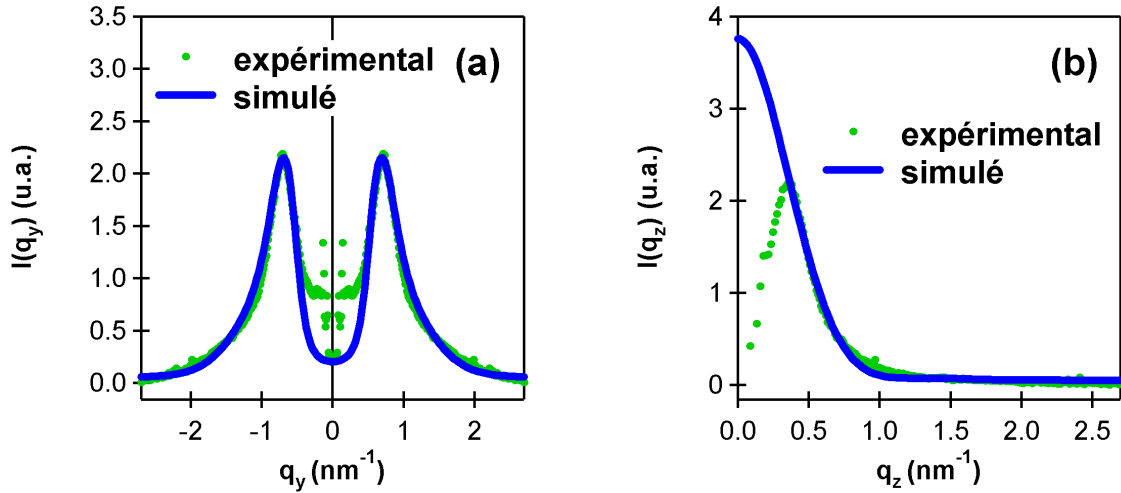 3.5
3.0
2.5
2.0
1.5
1.0
0.5
0.0
I(q_y) (u.a.)
expérimental
simulé
(a)
-2 -1 0 1 2
q_y (nm⁻¹)
4
3
2
1
0
I(q_z) (u.a.)
(b)
expérimental
simulé
0.0 0.5 1.0 1.5 2.0 2.5
q_z (nm⁻¹)